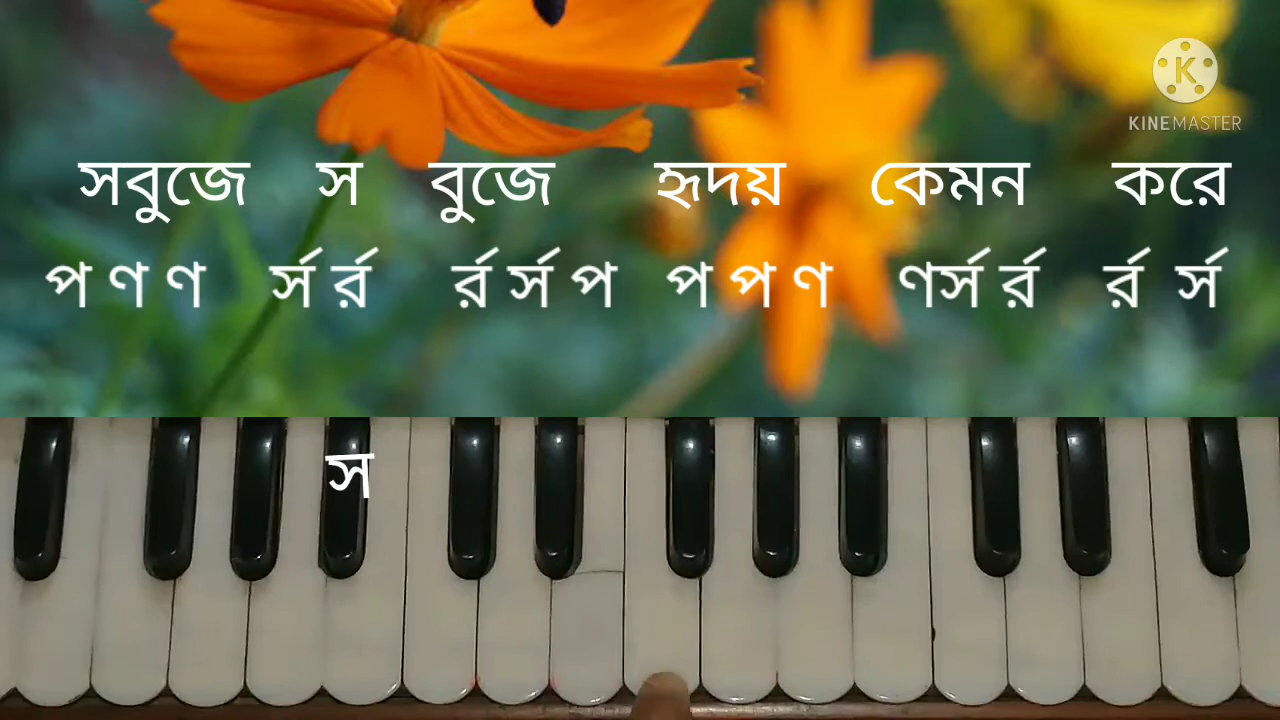 KINEMASTER
সবুজে স বুজে হৃদয় কেমন করে
প ণ ণ র্স র্র র্র র্স প প প ণ ণর্স র্র র্র র্স
স